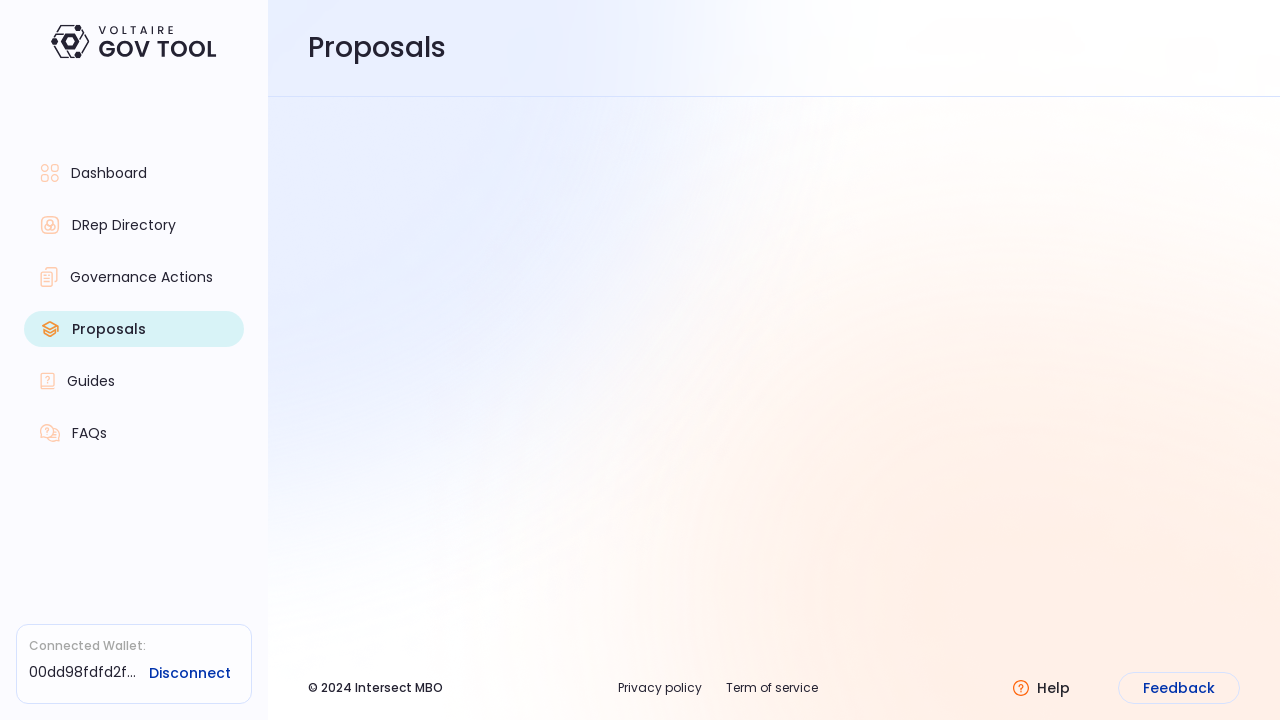 VOLTAIRE
GOV TOOL
Proposals
Dashboard
DRep Directory
Governance Actions
Proposals
Guides
FAQs
Connected Wallet:
00dd98fdfd2f...
Disconnect
© 2024 Intersect MBO
Privacy policy
Term of service
Help
Feedback